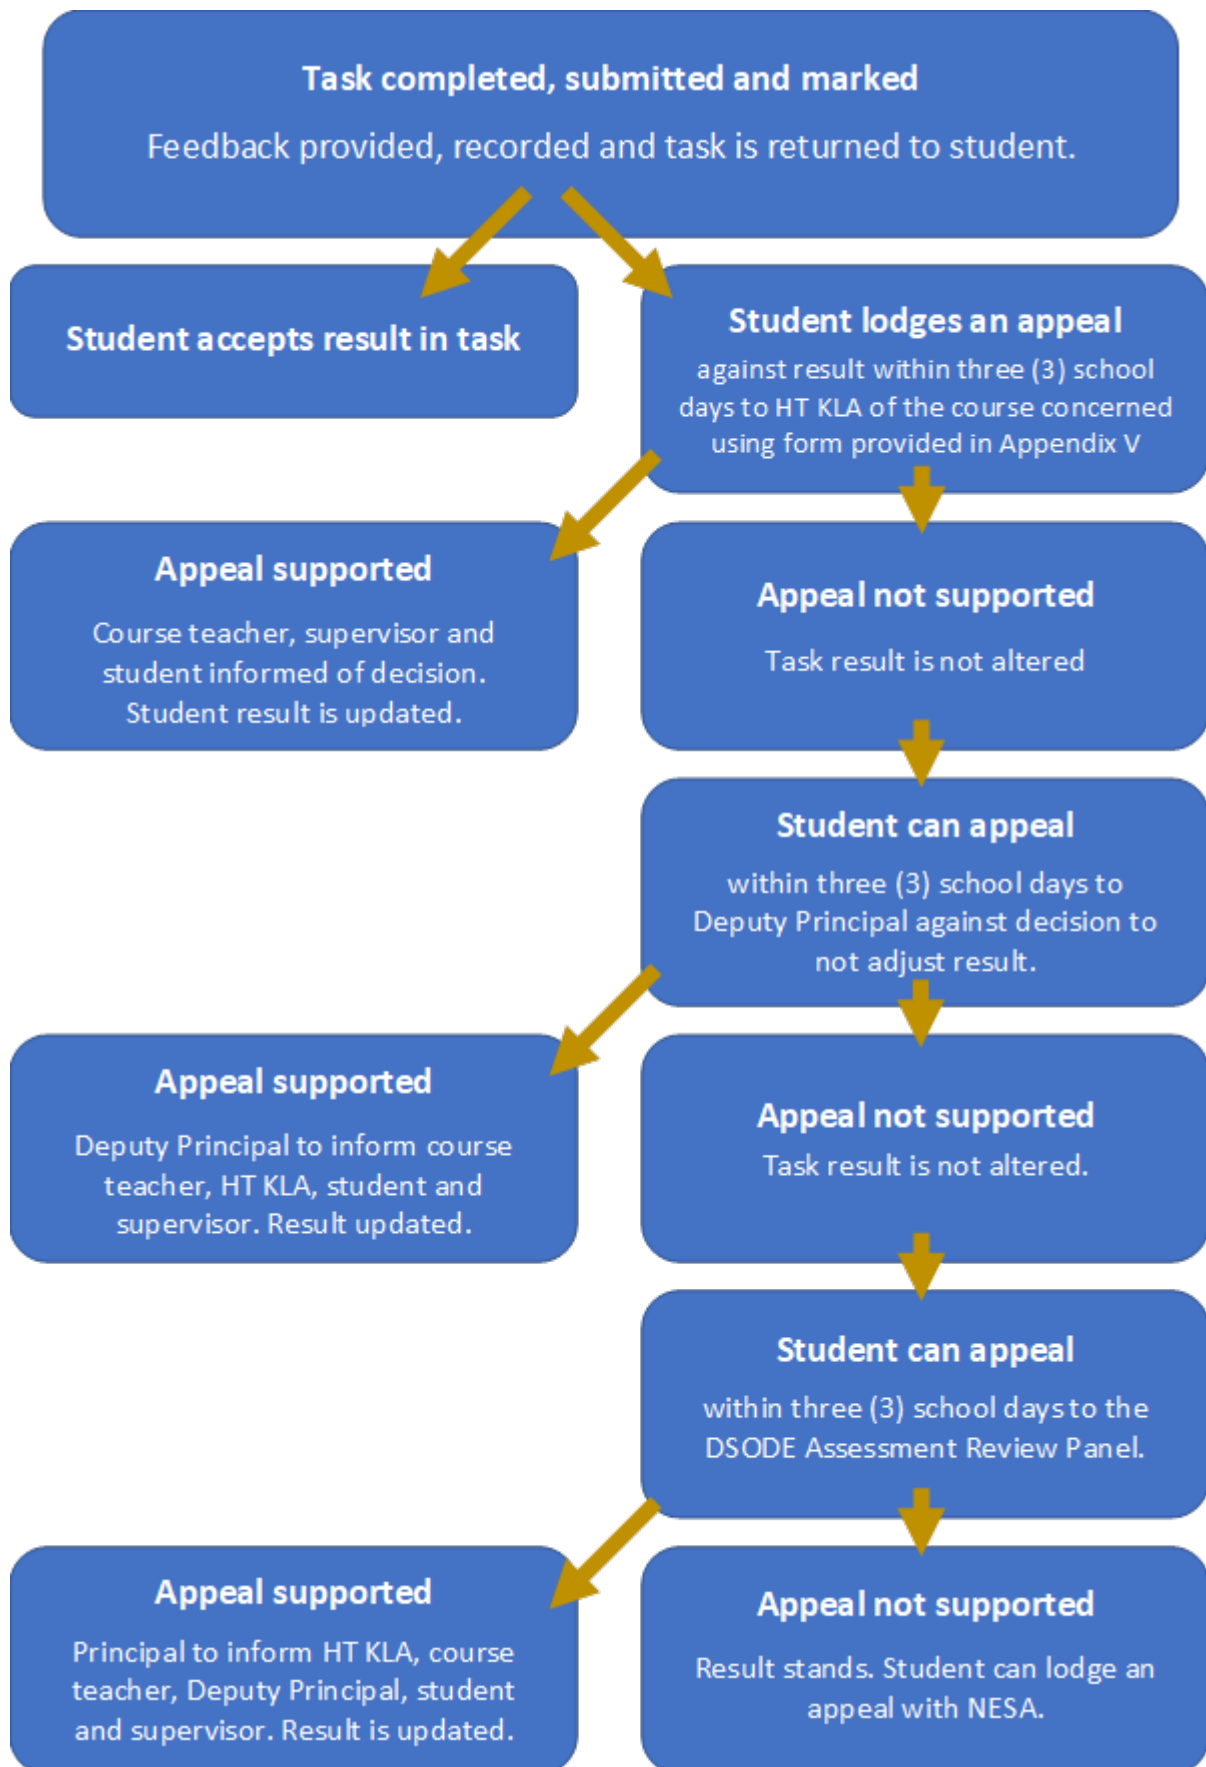 Task completed, submitted and marked
Feedback provided, recorded and task is returned to student.
Student accepts result in task
Student lodges an appeal
against result within three (3) school
days to HT KLA of the course concerned
using form provided in Appendix V
Appeal supported
Course teacher, supervisor and
student informed of decision.
Student result is updated.
Appeal not supported
Task result is not altered
Student can appeal
within three (3) school days to
Deputy Principal against decision to
not adjust result.
Appeal supported
Deputy Principal to inform course
teacher, HT KLA, student and
supervisor. Result updated.
Appeal not supported
Task result is not altered.
Student can appeal
within three (3) school days to the
DSODE Assessment Review Panel.
Appeal supported
Principal to inform HT KLA, course
teacher, Deputy Principal, student
and supervisor. Result is updated.
Appeal not supported
Result stands. Student can lodge an
appeal with NESA.